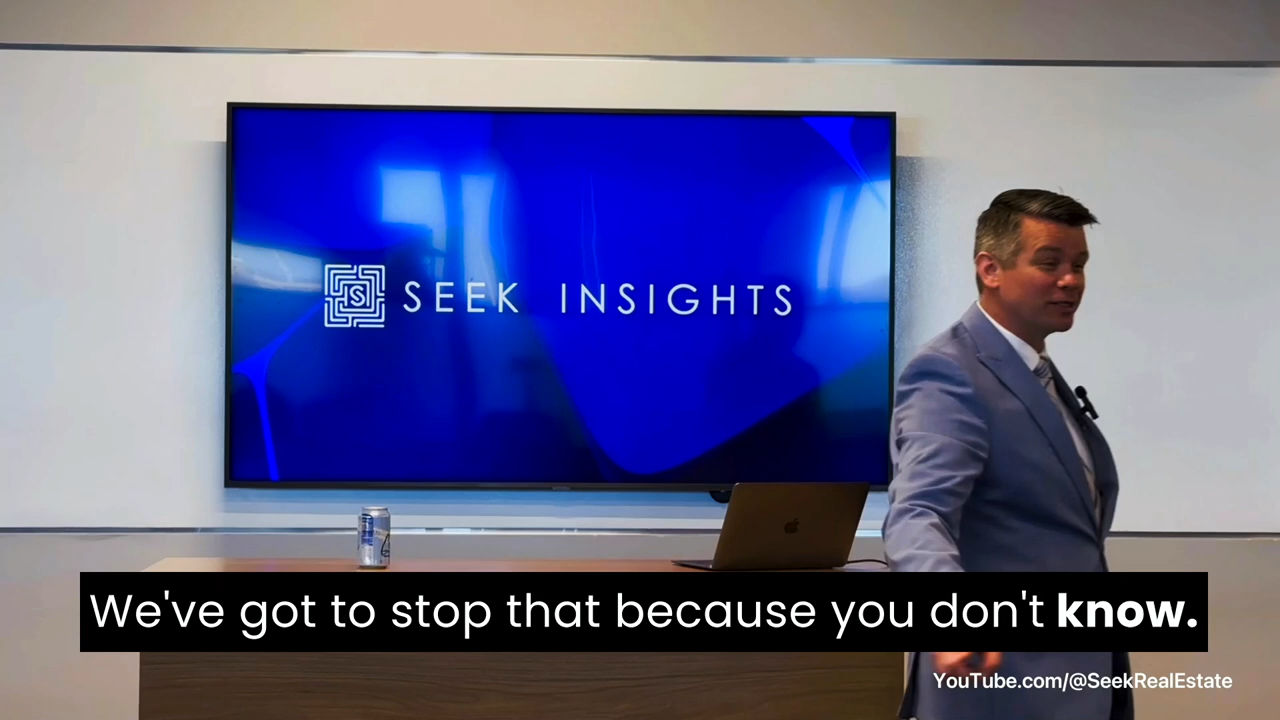 SEEK INSIGHTS
We've got to stop that because you don't know.
YouTube.com/@SeekRealEstate